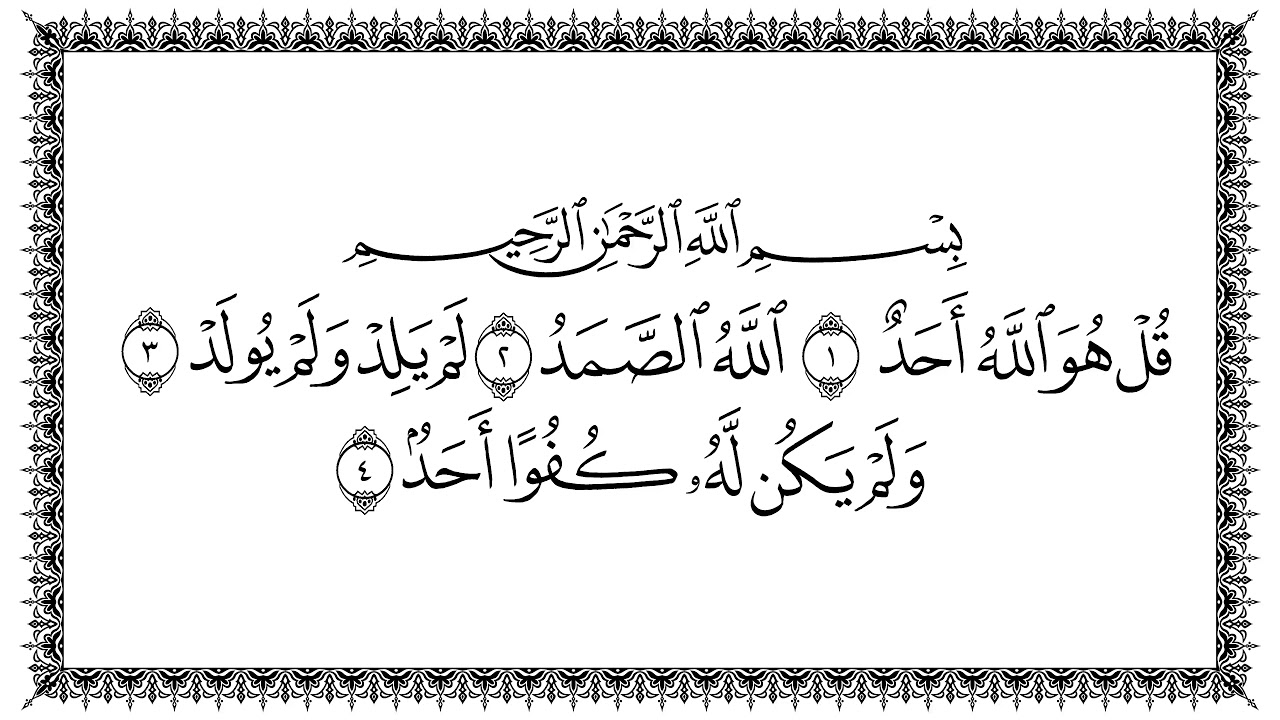 بِسْمِ ٱللَّهِ ٱلرَّحْمَٰنِ ٱلرَّحِيمِ
قُلْ هُوَ ٱللَّهُ أَحَدٌ ١ ٱللَّهُ ٱلصَّمَدُ ٢ لَمْ يَلِدْ وَلَمْ يُولَدْ ٣
وَلَمْ يَكُن لَّهُۥ كُفُوًا أَحَدٌۢ ٤